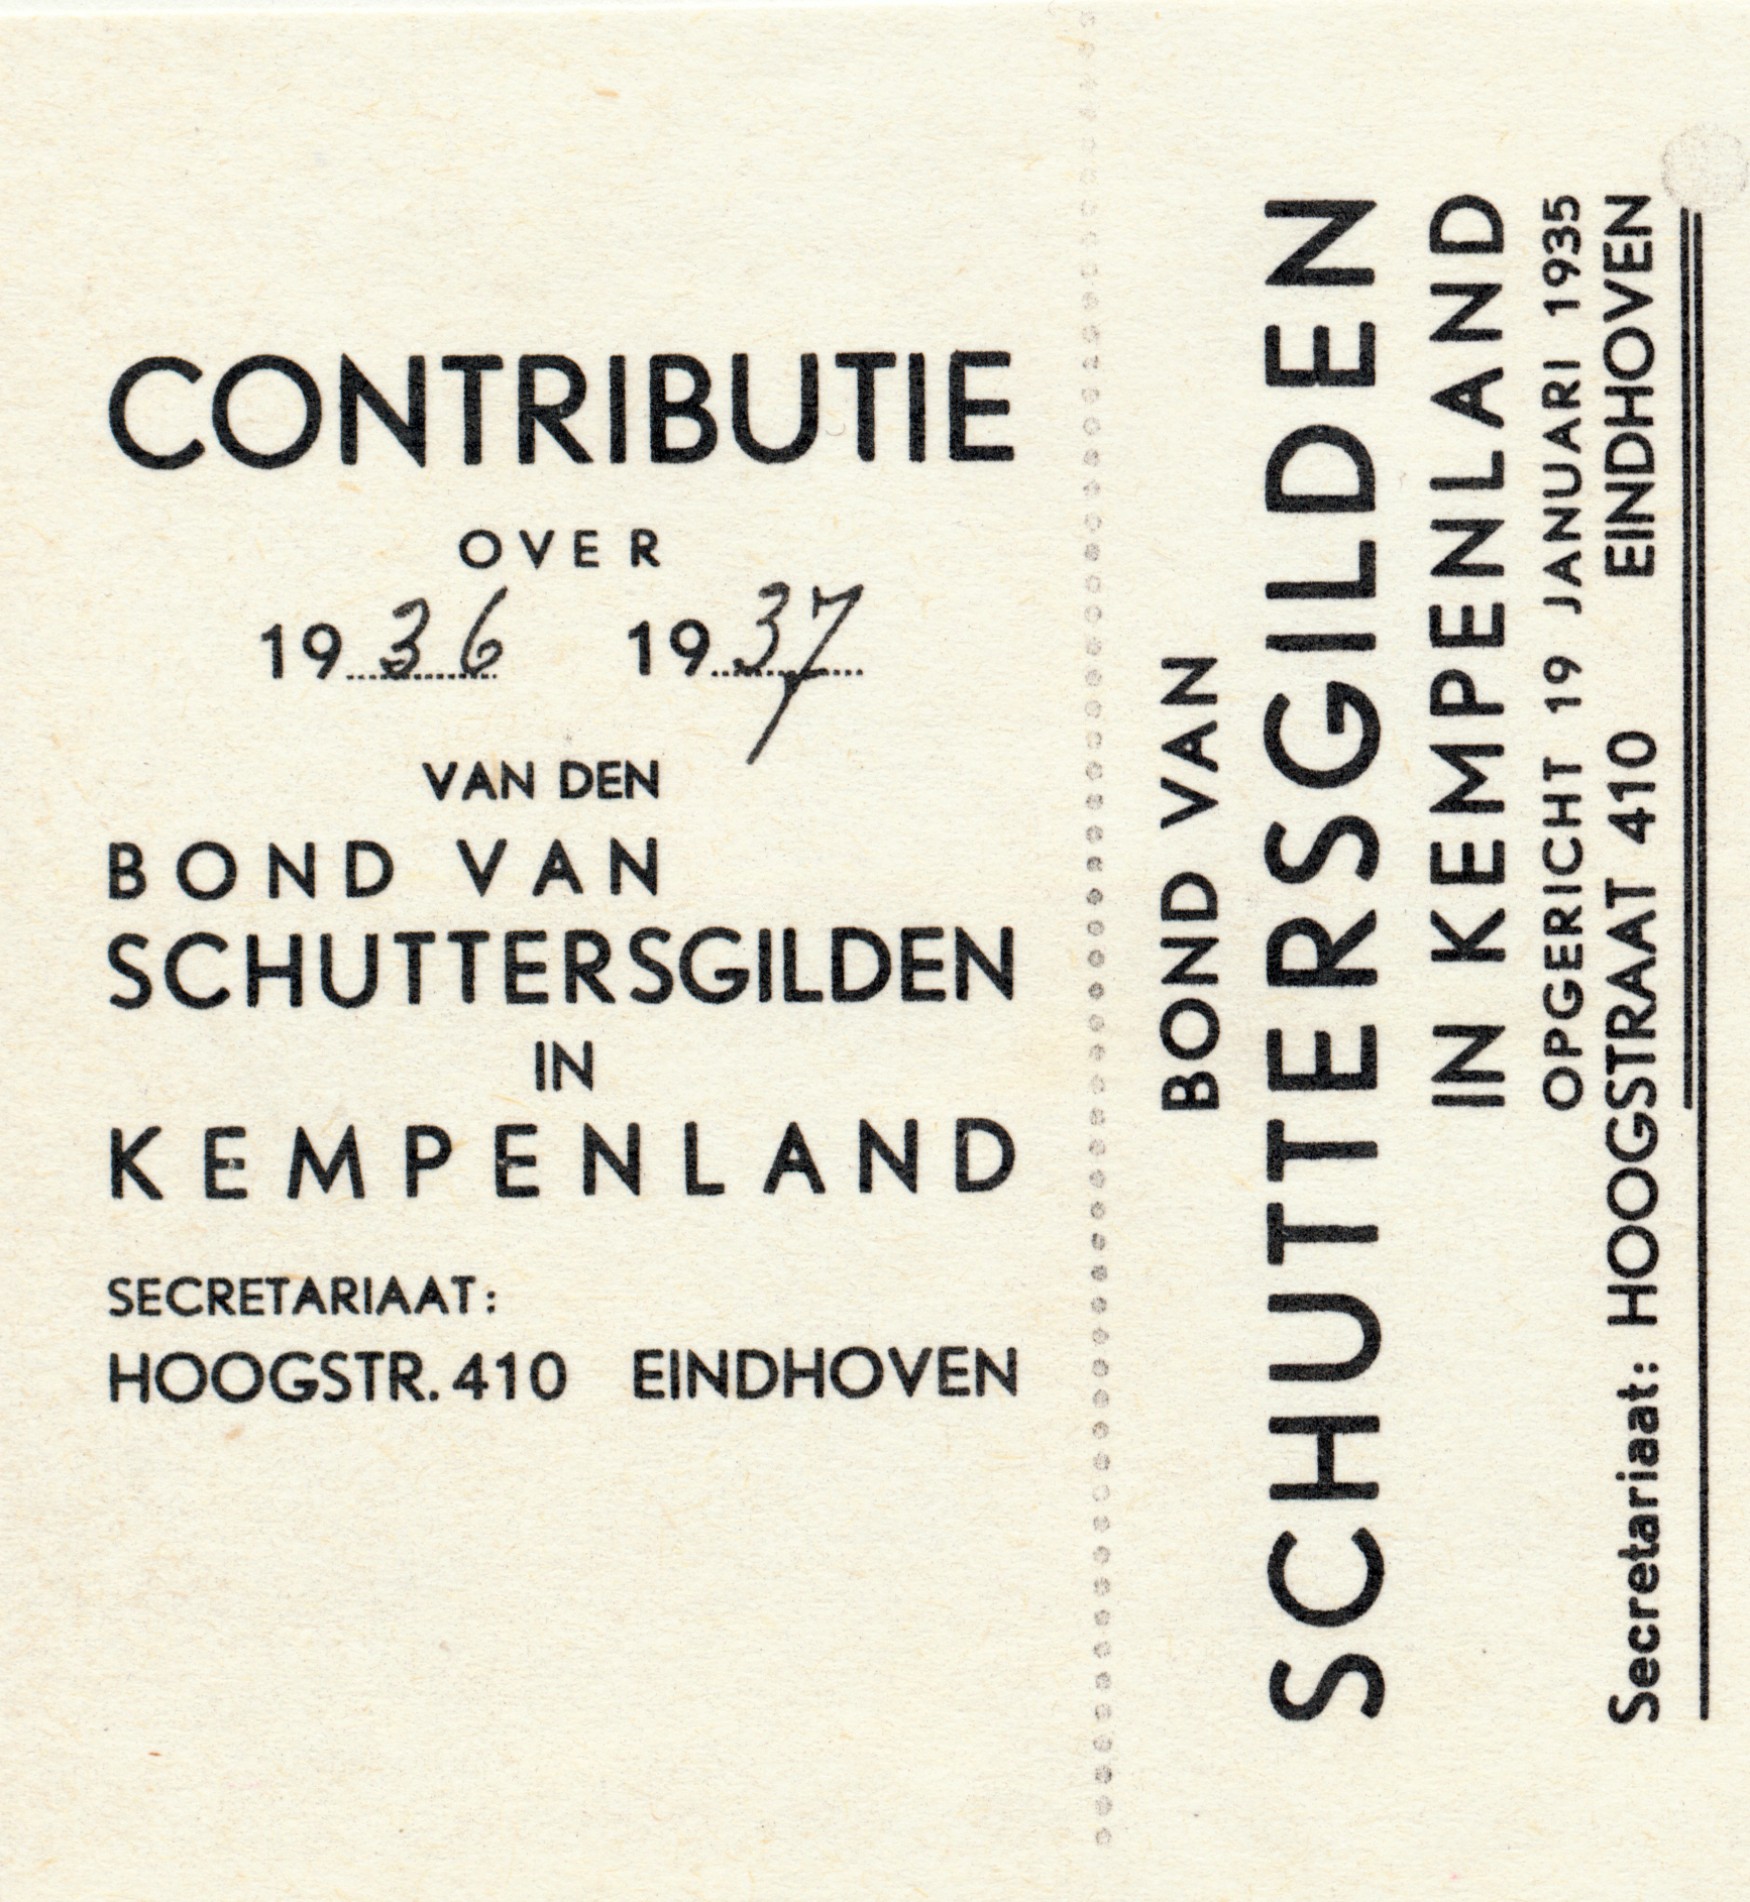 CONTRIBUTIE
OVER
1936 1937
VAN DEN
BOND VAN
SCHUTTERSGILDEN
IN
KEMPENLAND
SECRETARIAAT:
HOOGSTR. 410 EINDHOVEN
BOND VAN
SCHUTTERSGILDEN
IN KEMPENLAND
OPGERICHT 19 JANUARI 1935
Secretariaat: HOOGSTRAAT 410 EINDHOVEN